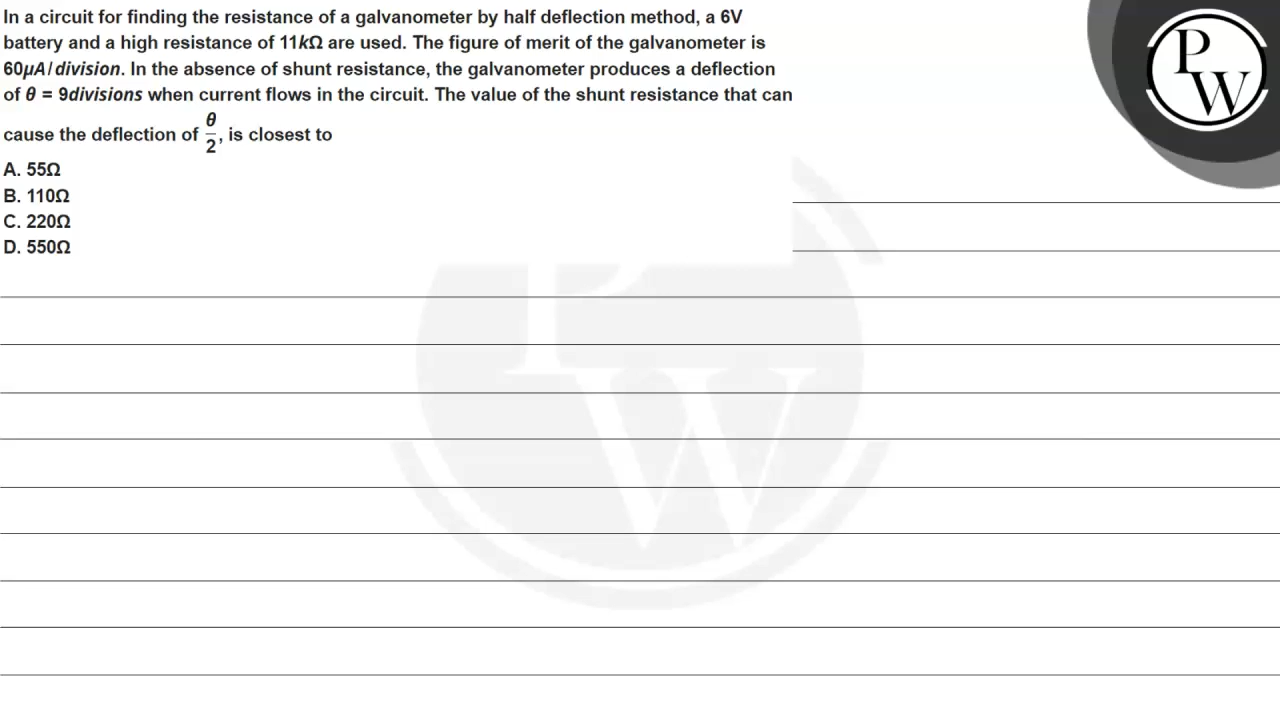 In a circuit for finding the resistance of a galvanometer by half deflection method, a 6V
battery and a high resistance of 11kΩ are used. The figure of merit of the galvanometer is
60μA/division. In the absence of shunt resistance, the galvanometer produces a deflection
of θ = 9divisions when current flows in the circuit. The value of the shunt resistance that can
cause the deflection of θ/2, is closest to
A. 55Ω
B. 110Ω
C. 220Ω
D. 550Ω
P
W
P
W